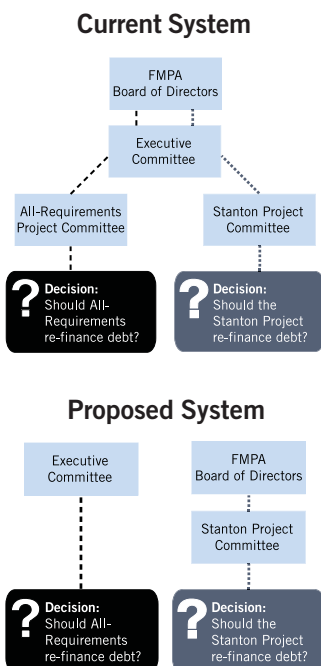 Current System
FMPA
Board of Directors
Executive
Committee
All-Requirements
Project Committee
Stanton Project
Committee
?
Decision:
Should All-
Requirements
re-finance debt?
?
Decision:
Should the
Stanton Project
re-finance debt?
Proposed System
Executive
Committee
FMPA
Board of Directors
Stanton Project
Committee
?
Decision:
Should All-
Requirements
re-finance debt?
?
Decision:
Should the
Stanton Project
re-finance debt?